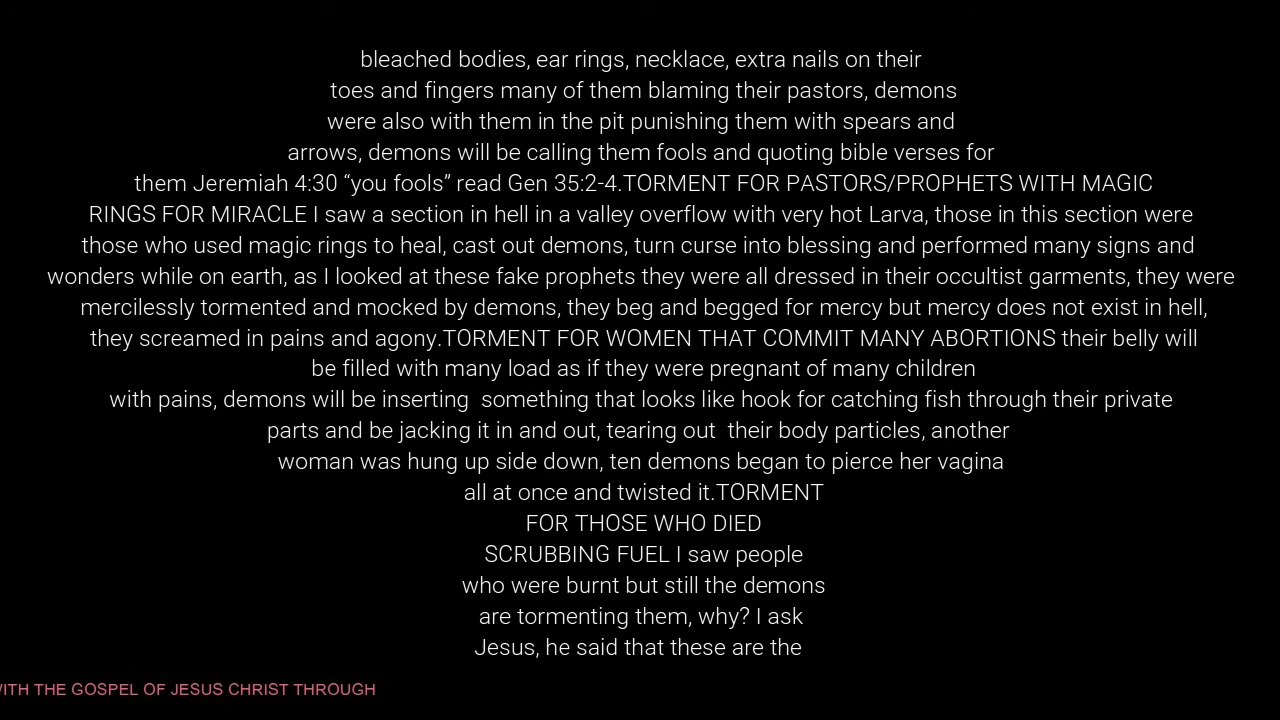 bleached bodies, ear rings, necklace, extra nails on their
toes and fingers many of them blaming their pastors, demons
were also with them in the pit punishing them with spears and
arrows, demons will be calling them fools and quoting bible verses for
them Jeremiah 4:30 “you fools” read Gen 35:2-4.TORMENT FOR PASTORS/PROPHETS WITH MAGIC
RINGS FOR MIRACLE I saw a section in hell in a valley overflow with very hot Larva, those in this section were
those who used magic rings to heal, cast out demons, turn curse into blessing and performed many signs and
wonders while on earth, as I looked at these fake prophets they were all dressed in their occultist garments, they were
mercilessly tormented and mocked by demons, they beg and begged for mercy but mercy does not exist in hell,
they screamed in pains and agony.TORMENT FOR WOMEN THAT COMMIT MANY ABORTIONS their belly will
be filled with many load as if they were pregnant of many children
with pains, demons will be inserting  something that looks like hook for catching fish through their private
parts and be jacking it in and out, tearing out  their body particles, another
woman was hung up side down, ten demons began to pierce her vagina
all at once and twisted it.TORMENT
FOR THOSE WHO DIED
SCRUBBING FUEL I saw people
who were burnt but still the demons
are tormenting them, why? I ask
Jesus, he said that these are the
WITH THE GOSPEL OF JESUS CHRIST THROUGH